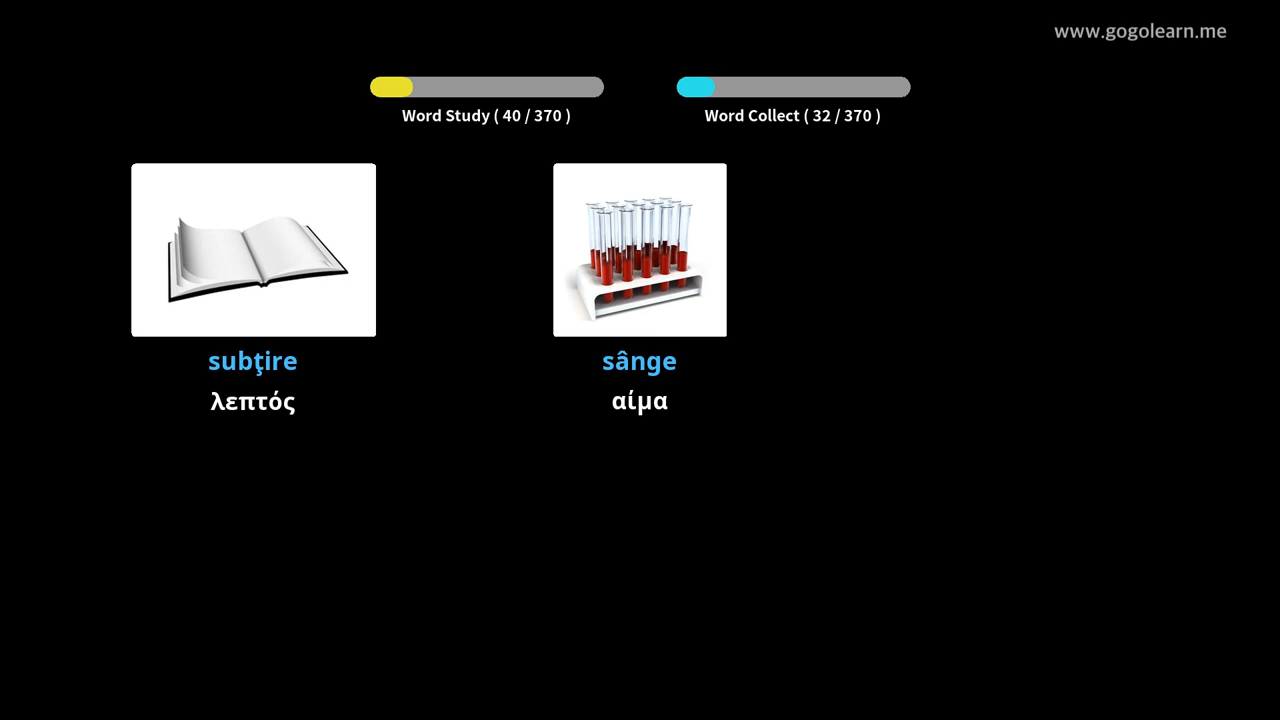 www.gogolearn.me
Word Study ( 40 / 370 )
Word Collect ( 32 / 370 )
subţire
sânge
λεπτός
αίμα